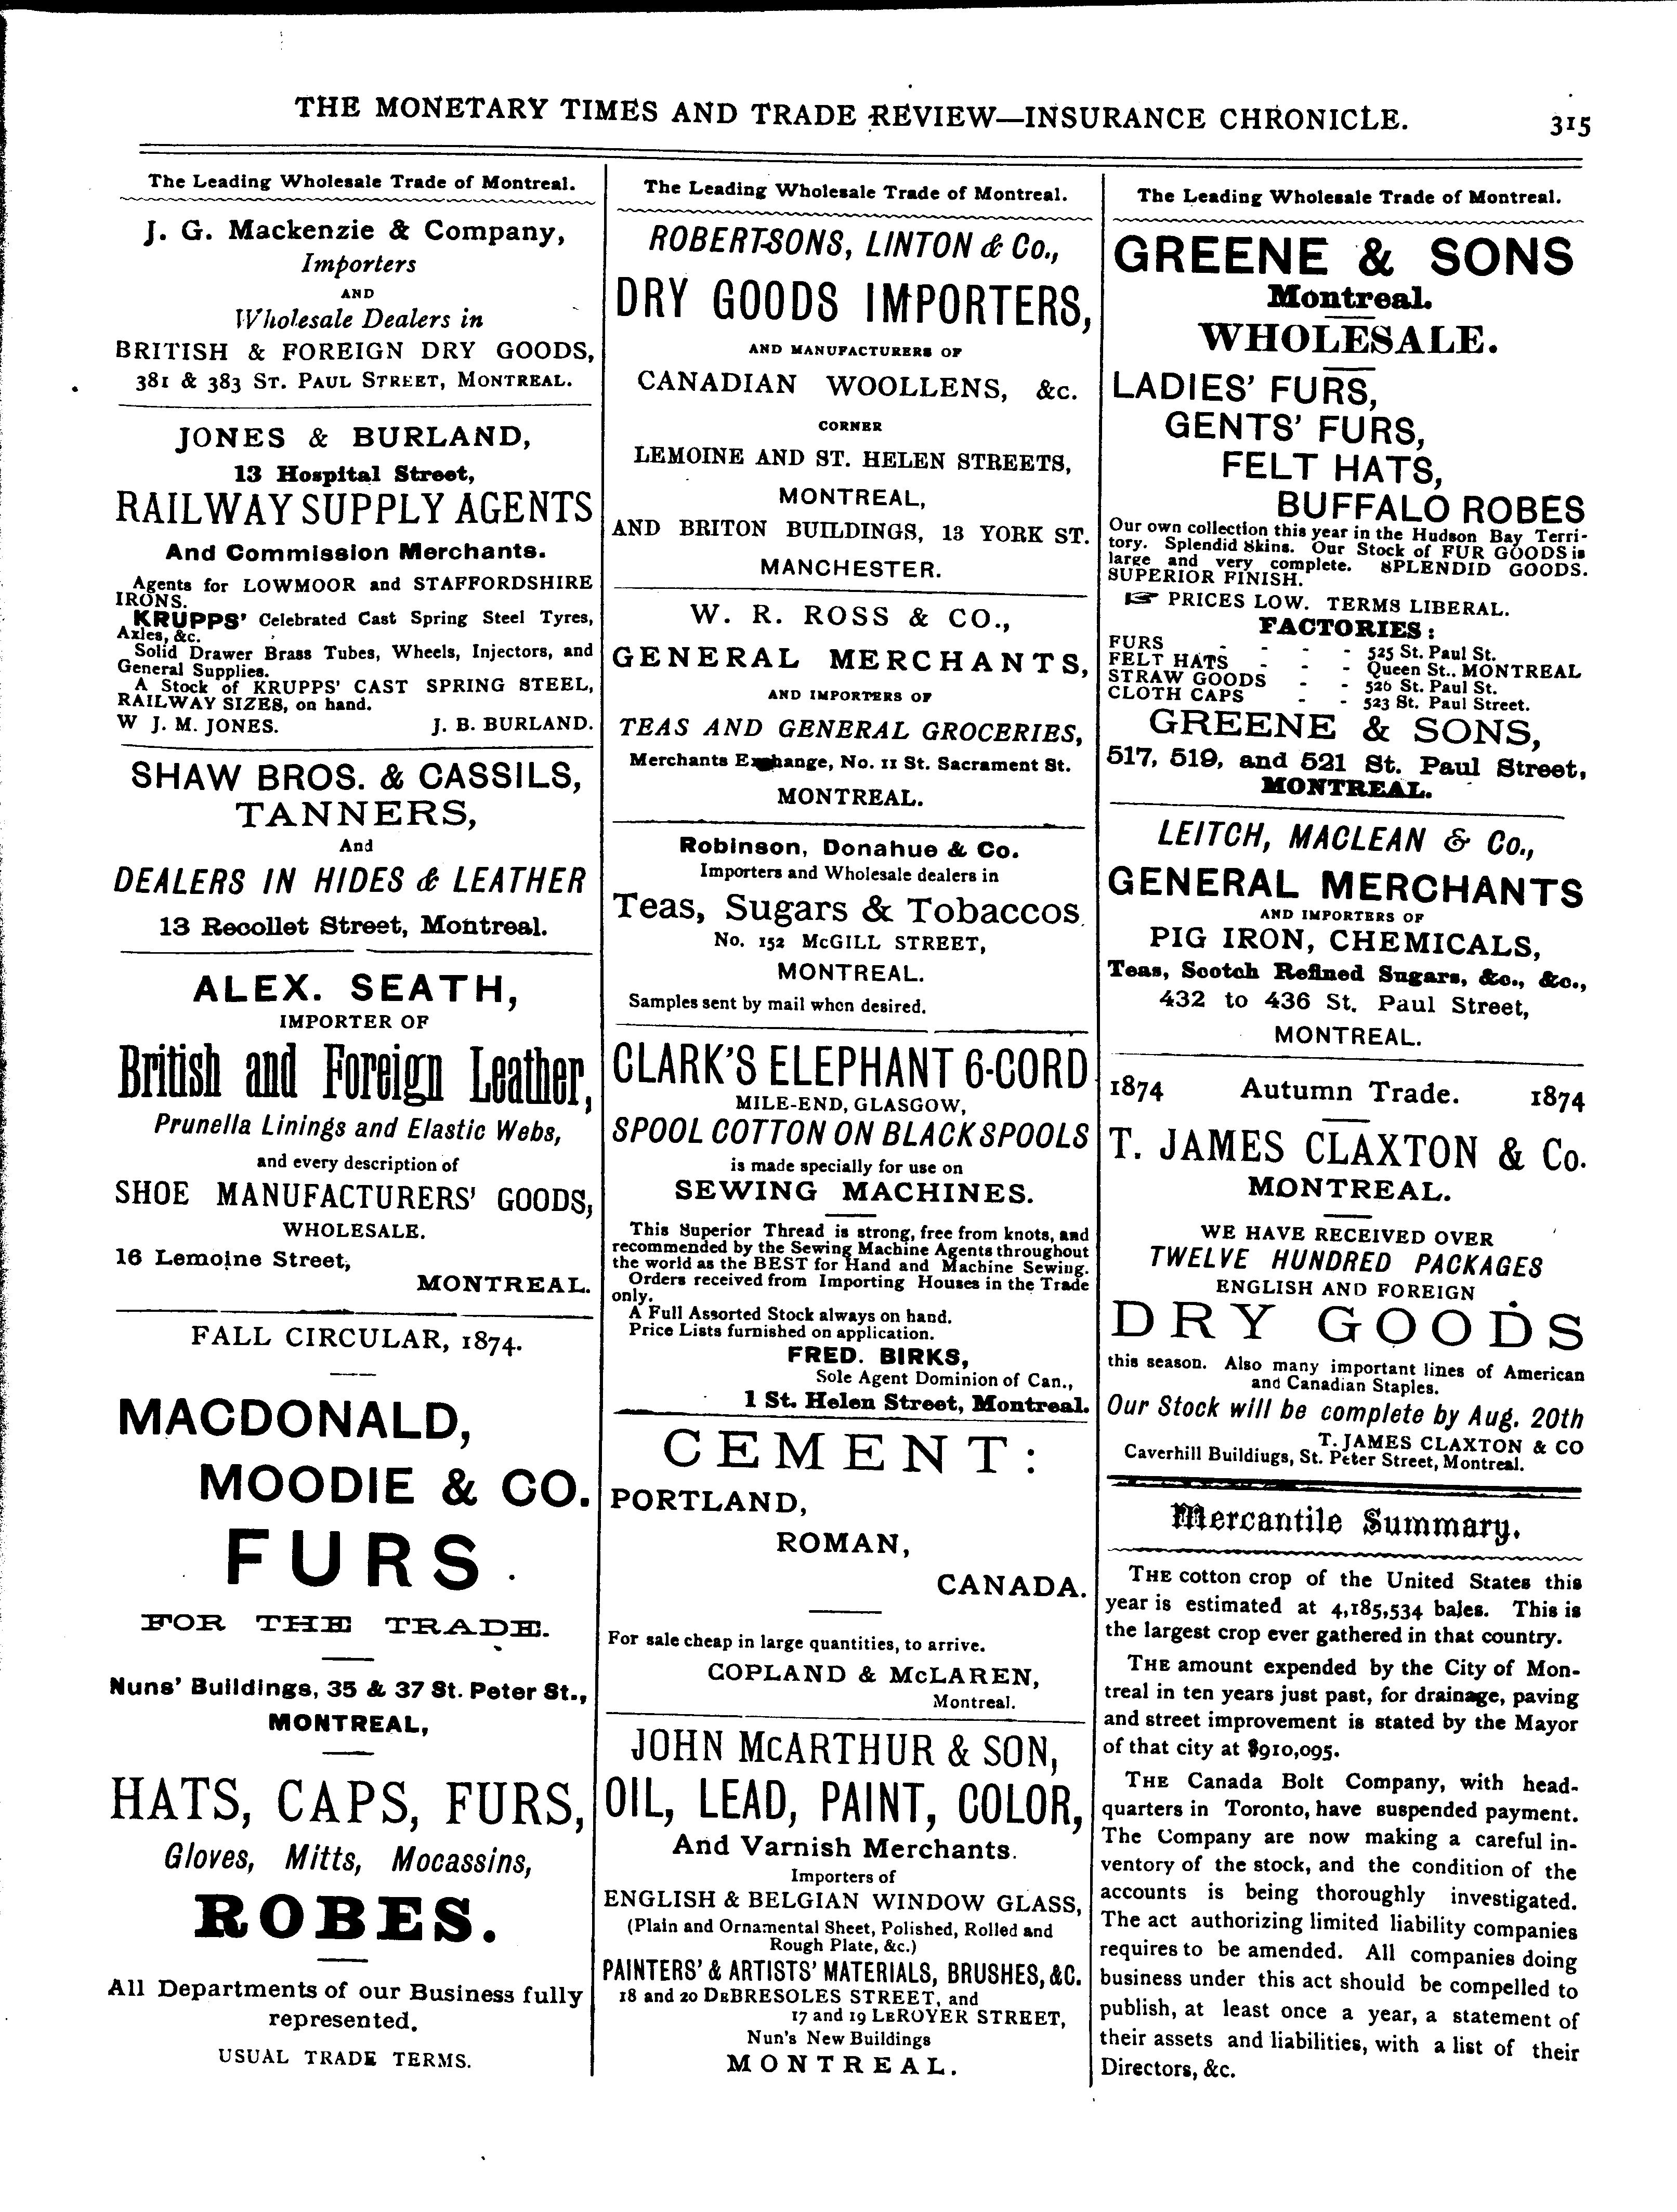 THE MONETARY TIMES AND TRADE REVIEW—INSURANCE CHRONICLE.
315
The Leading Wholesale Trade of Montreal.
J. G. Mackenzie & Company,
Importers
AND
Wholesale Dealers in
BRITISH & FOREIGN DRY GOODS,
381 & 383 ST. PAUL STREET, MONTREAL.
JONES & BURLAND,
13 Hospital Street,
RAILWAY SUPPLY AGENTS
And Commission Merchants.
Agents for LOWMOOR and STAFFORDSHIRE
IRONS.
KRUPPS' Celebrated Cast Spring Steel Tyres,
Axles, &c.
Solid Drawer Brass Tubes, Wheels, Injectors, and
General Supplies.
A Stock of KRUPPS' CAST SPRING STEEL,
RAILWAY SIZES, on hand.
W J. M. JONES. J. B. BURLAND.
SHAW BROS. & CASSILS,
TANNERS,
And
DEALERS IN HIDES & LEATHER
13 Recollet Street, Montreal.
ALEX. SEATH,
IMPORTER OF
British and Foreign Leather,
Prunella Linings and Elastic Webs,
and every description of
SHOE MANUFACTURERS' GOODS,
WHOLESALE.
16 Lemoine Street,
MONTREAL.
FALL CIRCULAR, 1874.
MACDONALD,
MOODIE & CO.
FURS.
FOR THE TRADE.
Nuns' Buildings, 35 & 37 St. Peter St.,
MONTREAL,
HATS, CAPS, FURS,
Gloves, Mitts, Mocassins,
ROBES.
All Departments of our Business fully
represented.
USUAL TRADE TERMS.
The Leading Wholesale Trade of Montreal.
ROBERTSONS, LINTON & Co.,
DRY GOODS IMPORTERS,
AND MANUFACTURERS OF
CANADIAN WOOLLENS, &c.
CORNER
LEMOINE AND ST. HELEN STREETS,
MONTREAL,
AND BRITON BUILDINGS, 13 YORK ST.
MANCHESTER.
W. R. ROSS & CO.,
GENERAL MERCHANTS,
AND IMPORTERS OF
TEAS AND GENERAL GROCERIES,
Merchants Exchange, No. 11 St. Sacrament St.
MONTREAL.
Robinson, Donahue & Co.
Importers and Wholesale dealers in
Teas, Sugars & Tobaccos.
No. 152 McGILL STREET,
MONTREAL.
Samples sent by mail when desired.
CLARK'S ELEPHANT 6-CORD
MILE-END, GLASGOW,
SPOOL COTTON ON BLACK SPOOLS
is made specially for use on
SEWING MACHINES.
This Superior Thread is strong, free from knots, and
recommended by the Sewing Machine Agents throughout
the world as the BEST for Hand and Machine Sewing.
Orders received from Importing Houses in the Trade
only.
A Full Assorted Stock always on hand.
Price Lists furnished on application.
FRED. BIRKS,
Sole Agent Dominion of Can.,
1 St. Helen Street, Montreal.
CEMENT:
PORTLAND,
ROMAN,
CANADA.
For sale cheap in large quantities, to arrive.
COPLAND & McLAREN,
Montreal.
JOHN McARTHUR & SON,
OIL, LEAD, PAINT, COLOR,
And Varnish Merchants.
Importers of
ENGLISH & BELGIAN WINDOW GLASS,
(Plain and Ornamental Sheet, Polished, Rolled and
Rough Plate, &c.)
PAINTERS' & ARTISTS' MATERIALS, BRUSHES, &C.
18 and 20 DEBRESOLES STREET, and
17 and 19 LEROYER STREET,
Nun's New Buildings
MONTREAL.
The Leading Wholesale Trade of Montreal.
GREENE & SONS
Montreal.
WHOLESALE.
LADIES' FURS,
GENTS' FURS,
FELT HATS,
BUFFALO ROBES
Our own collection this year in the Hudson Bay Terri-
tory. Splendid Skins. Our Stock of FUR GOODS is
large and very complete. SPLENDID GOODS.
SUPERIOR FINISH.
☞ PRICES LOW. TERMS LIBERAL.
FACTORIES:
FURS - - - - 525 St. Paul St.
FELT HATS - - - Queen St.. MONTREAL
STRAW GOODS - - 526 St. Paul St.
CLOTH CAPS - - 523 St. Paul Street.
GREENE & SONS,
517, 519, and 521 St. Paul Street,
MONTREAL.
LEITCH, MACLEAN & Co.,
GENERAL MERCHANTS
AND IMPORTERS OF
PIG IRON, CHEMICALS,
Teas, Scotch Refined Sugars, &c., &c.,
432 to 436 St. Paul Street,
MONTREAL.
1874 Autumn Trade. 1874
T. JAMES CLAXTON & Co.
MONTREAL.
WE HAVE RECEIVED OVER
TWELVE HUNDRED PACKAGES
ENGLISH AND FOREIGN
DRY GOODS
this season. Also many important lines of American
and Canadian Staples.
Our Stock will be complete by Aug. 20th
T. JAMES CLAXTON & CO
Caverhill Buildiugs, St. Peter Street, Montreal.
Mercantile Summary.
THE cotton crop of the United States this
year is estimated at 4,185,534 bales. This is
the largest crop ever gathered in that country.
THE amount expended by the City of Mon-
treal in ten years just past, for drainage, paving
and street improvement is stated by the Mayor
of that city at $910,095.
THE Canada Bolt Company, with head-
quarters in Toronto, have suspended payment.
The Company are now making a careful in-
ventory of the stock, and the condition of the
accounts is being thoroughly investigated.
The act authorizing limited liability companies
requires to be amended. All companies doing
business under this act should be compelled to
publish, at least once a year, a statement of
their assets and liabilities, with a list of their
Directors, &c.